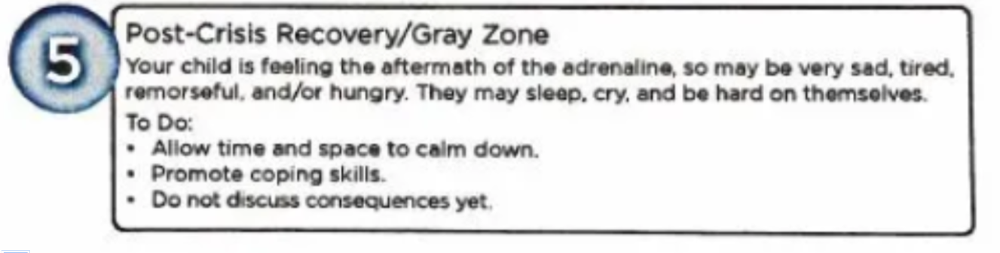 5
Post-Crisis Recovery/Gray Zone
Your child is feeling the aftermath of the adrenaline, so may be very sad, tired,
remorseful, and/or hungry. They may sleep, cry, and be hard on themselves.
To Do:
• Allow time and space to calm down.
• Promote coping skills.
• Do not discuss consequences yet.